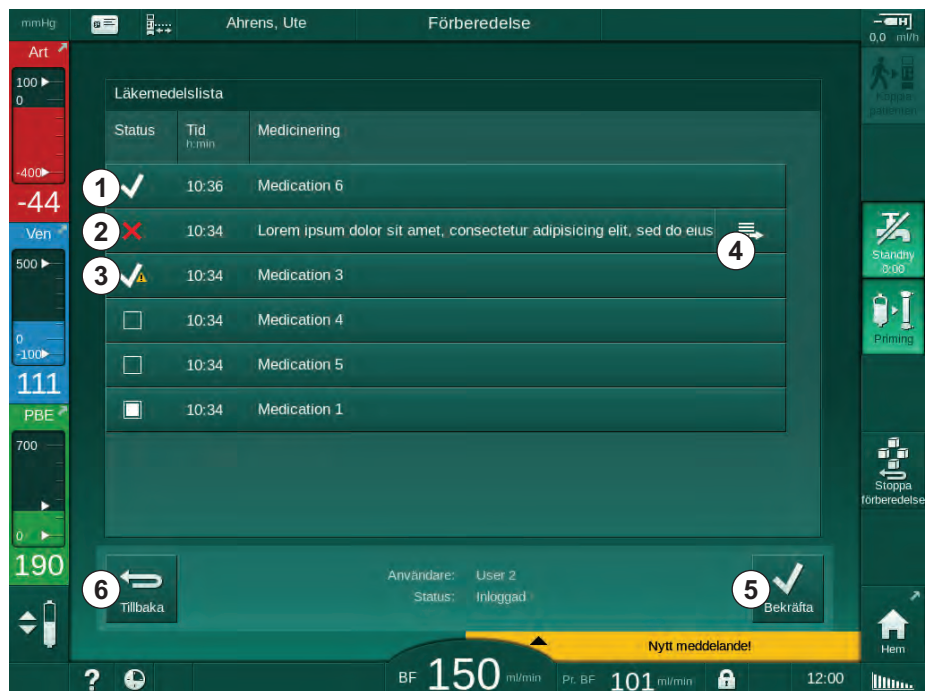 mmHg Ahrens, Ute Förberedelse
0,0 ml/h
Art
100
0
-400
-44
Ven
500
0
-100
111
PBE
700
0
190
Läkemedelslista
Status Tid Medicinering
h:min
1 10:36 Medication 6
2 10:34 Lorem ipsum dolor sit amet, consectetur adipisicing elit, sed do eius 4
3 10:34 Medication 3
10:34 Medication 4
10:34 Medication 5
10:34 Medication 1
6 Tillbaka
Användare: User 2
Status: Inloggad
5 Bekräfta
Nytt meddelande!
Koppla
patienten
Standby
0:00
Priming
Stoppa
förberedelse
Hem
? BF 150 ml/min Pr. BF 101 ml/min 12:00